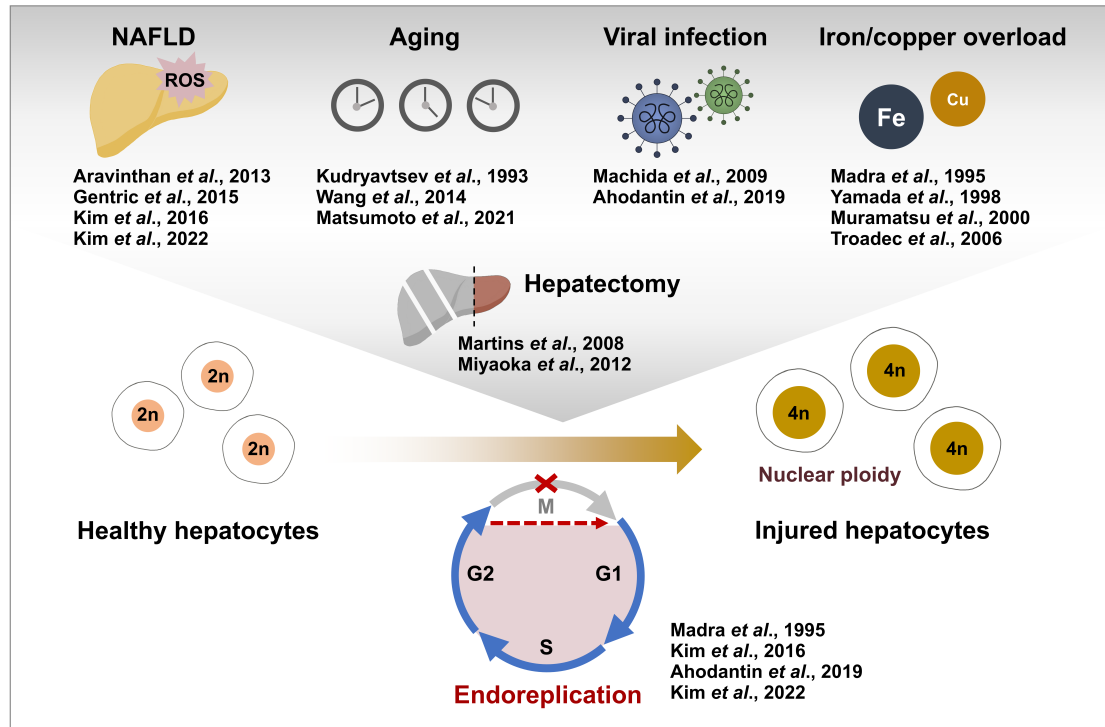 NAFLD
ROS
Aravinthan et al., 2013
Gentric et al., 2015
Kim et al., 2016
Kim et al., 2022
Aging
Kudryavtsev et al., 1993
Wang et al., 2014
Matsumoto et al., 2021
Viral infection
Machida et al., 2009
Ahodantin et al., 2019
Iron/copper overload
Fe
Cu
Madra et al., 1995
Yamada et al., 1998
Muramatsu et al., 2000
Troadec et al., 2006
Hepatectomy
Martins et al., 2008
Miyaoka et al., 2012
2n
2n
2n
Healthy hepatocytes
4n
4n
4n
Nuclear ploidy
Injured hepatocytes
M
G2
G1
S
Endoreplication
Madra et al., 1995
Kim et al., 2016
Ahodantin et al., 2019
Kim et al., 2022